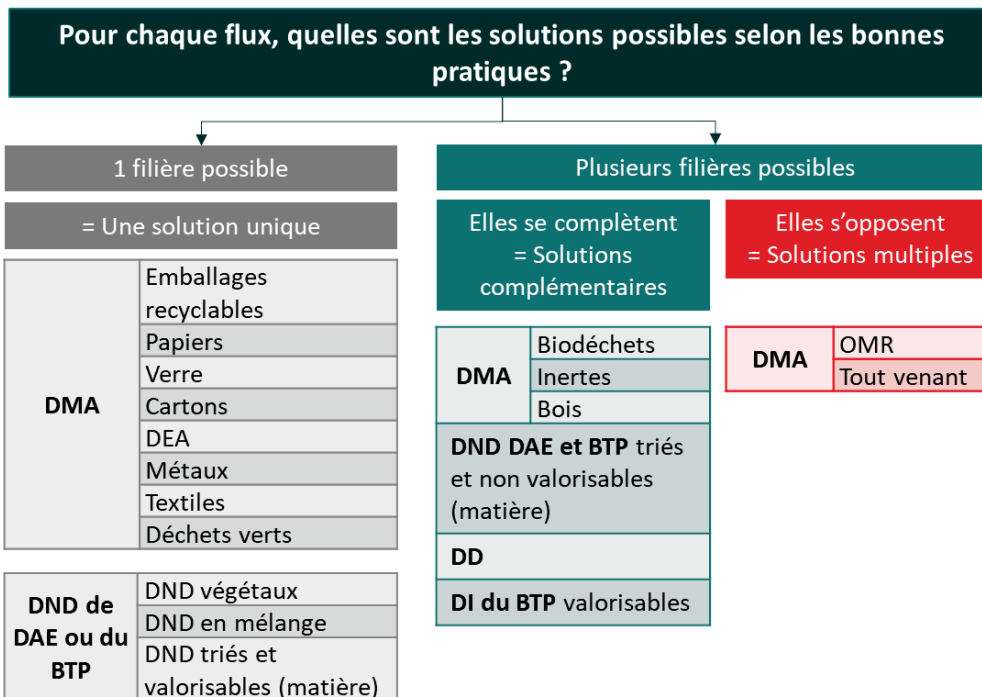 Pour chaque flux, quelles sont les solutions possibles selon les bonnes
pratiques ?
1 filière possible
= Une solution unique
DMA
Emballages
recyclables
Papiers
Verre
Cartons
DEA
Métaux
Textiles
Déchets verts
DND de
DAE ou du
BTP
DND végétaux
DND en mélange
DND triés et
valorisables (matière)
Plusieurs filières possibles
Elles se complètent
= Solutions
complémentaires
DMA
Biodéchets
Inertes
Bois
DND DAE et BTP triés
et non valorisables
(matière)
DD
DI du BTP valorisables
Elles s'opposent
= Solutions multiples
DMA
OMR
Tout venant